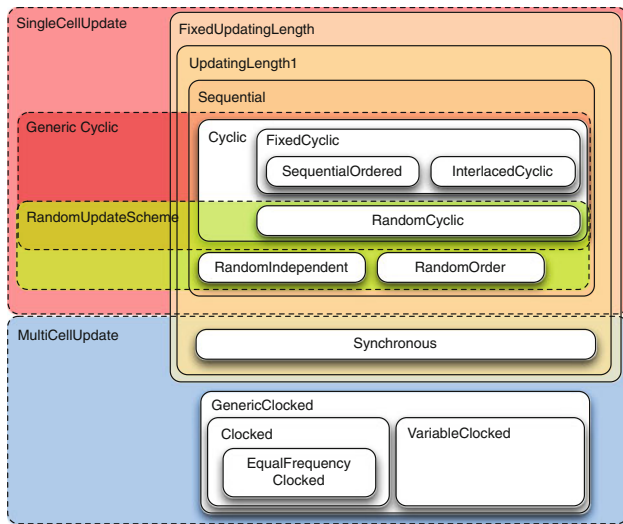 SingleCellUpdate
FixedUpdatingLength
UpdatingLength1
Sequential
Generic Cyclic
Cyclic
FixedCyclic
SequentialOrdered
InterlacedCyclic
RandomUpdateScheme
RandomCyclic
RandomIndependent
RandomOrder
MultiCellUpdate
Synchronous
GenericClocked
Clocked
VariableClocked
EqualFrequency
Clocked